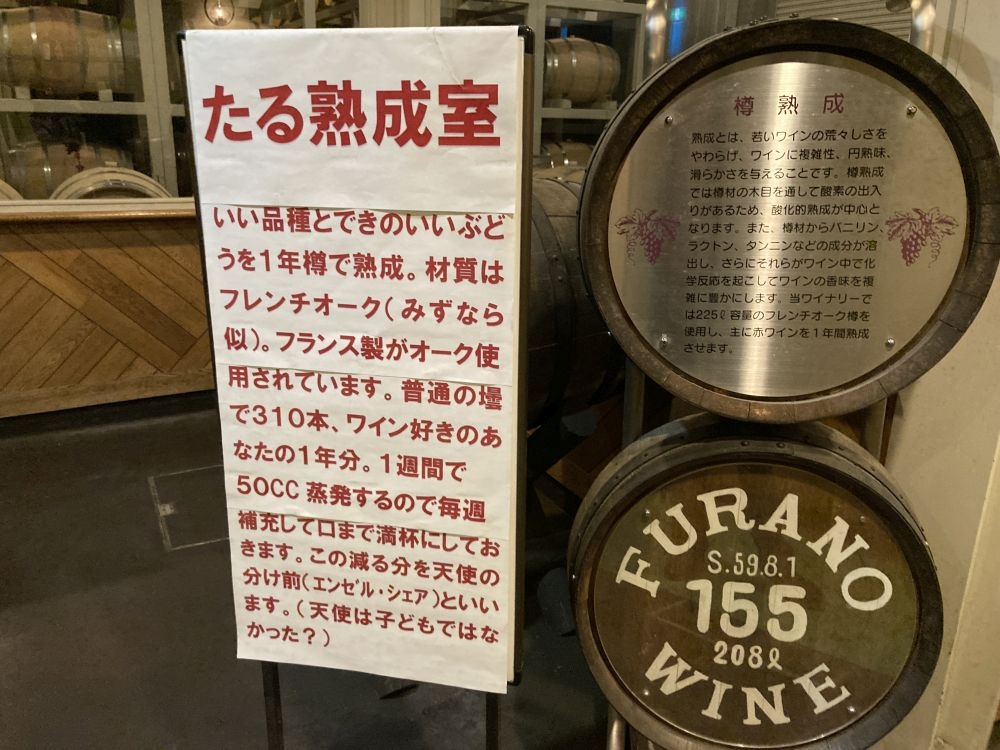 たる熟成室
いい品種とできのいいぶど
うを1年樽で熟成。材質は
フレンチオーク(みずなら
似)。フランス製がオーク使
用されています。普通の壜
で310本、ワイン好きのあ
なたの1年分。1週間で
50CC 蒸発するので毎週
補充して口まで満杯にしてお
きます。この減る分を天使の
分け前(エンゼル・シェア)といい
ます。(天使は子どもではな
かった?)
樽熟成
熟成とは、若いワインの荒々しさを
やわらげ、ワインに複雑性、円熟味、
滑らかさを与えることです。樽熟成
では樽材の木目を通して酸素の出入
りがあるため、酸化的熟成が中心と
なります。また、樽材からバニリン、
ラクトン、タンニンなどの成分が溶
出し、さらにそれらがワイン中で化
学反応を起こしてワインの香味を複
雑に豊かにします。当ワイナリーで
は225ℓ容量のフレンチオーク樽を
使用し、主に赤ワインを1年間熟成
させます。
FURANO
S.59.8.1
155
208ℓ
WINE